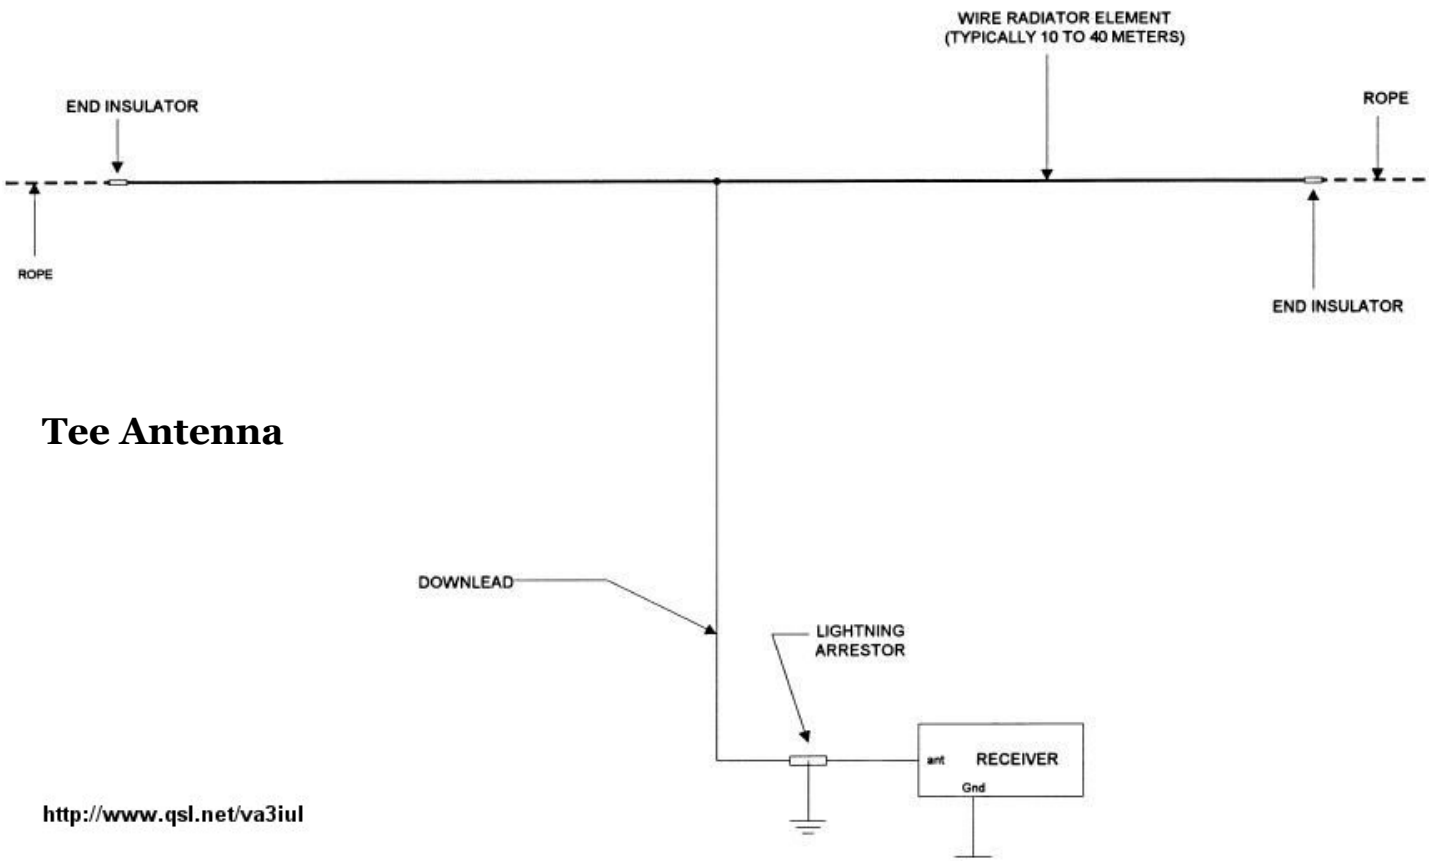 WIRE RADIATOR ELEMENT
(TYPICALLY 10 TO 40 METERS)
END INSULATOR
ROPE
ROPE
END INSULATOR
Tee Antenna
DOWNLEAD
LIGHTNING
ARRESTOR
ant
RECEIVER
Gnd
http://www.qsl.net/va3iul